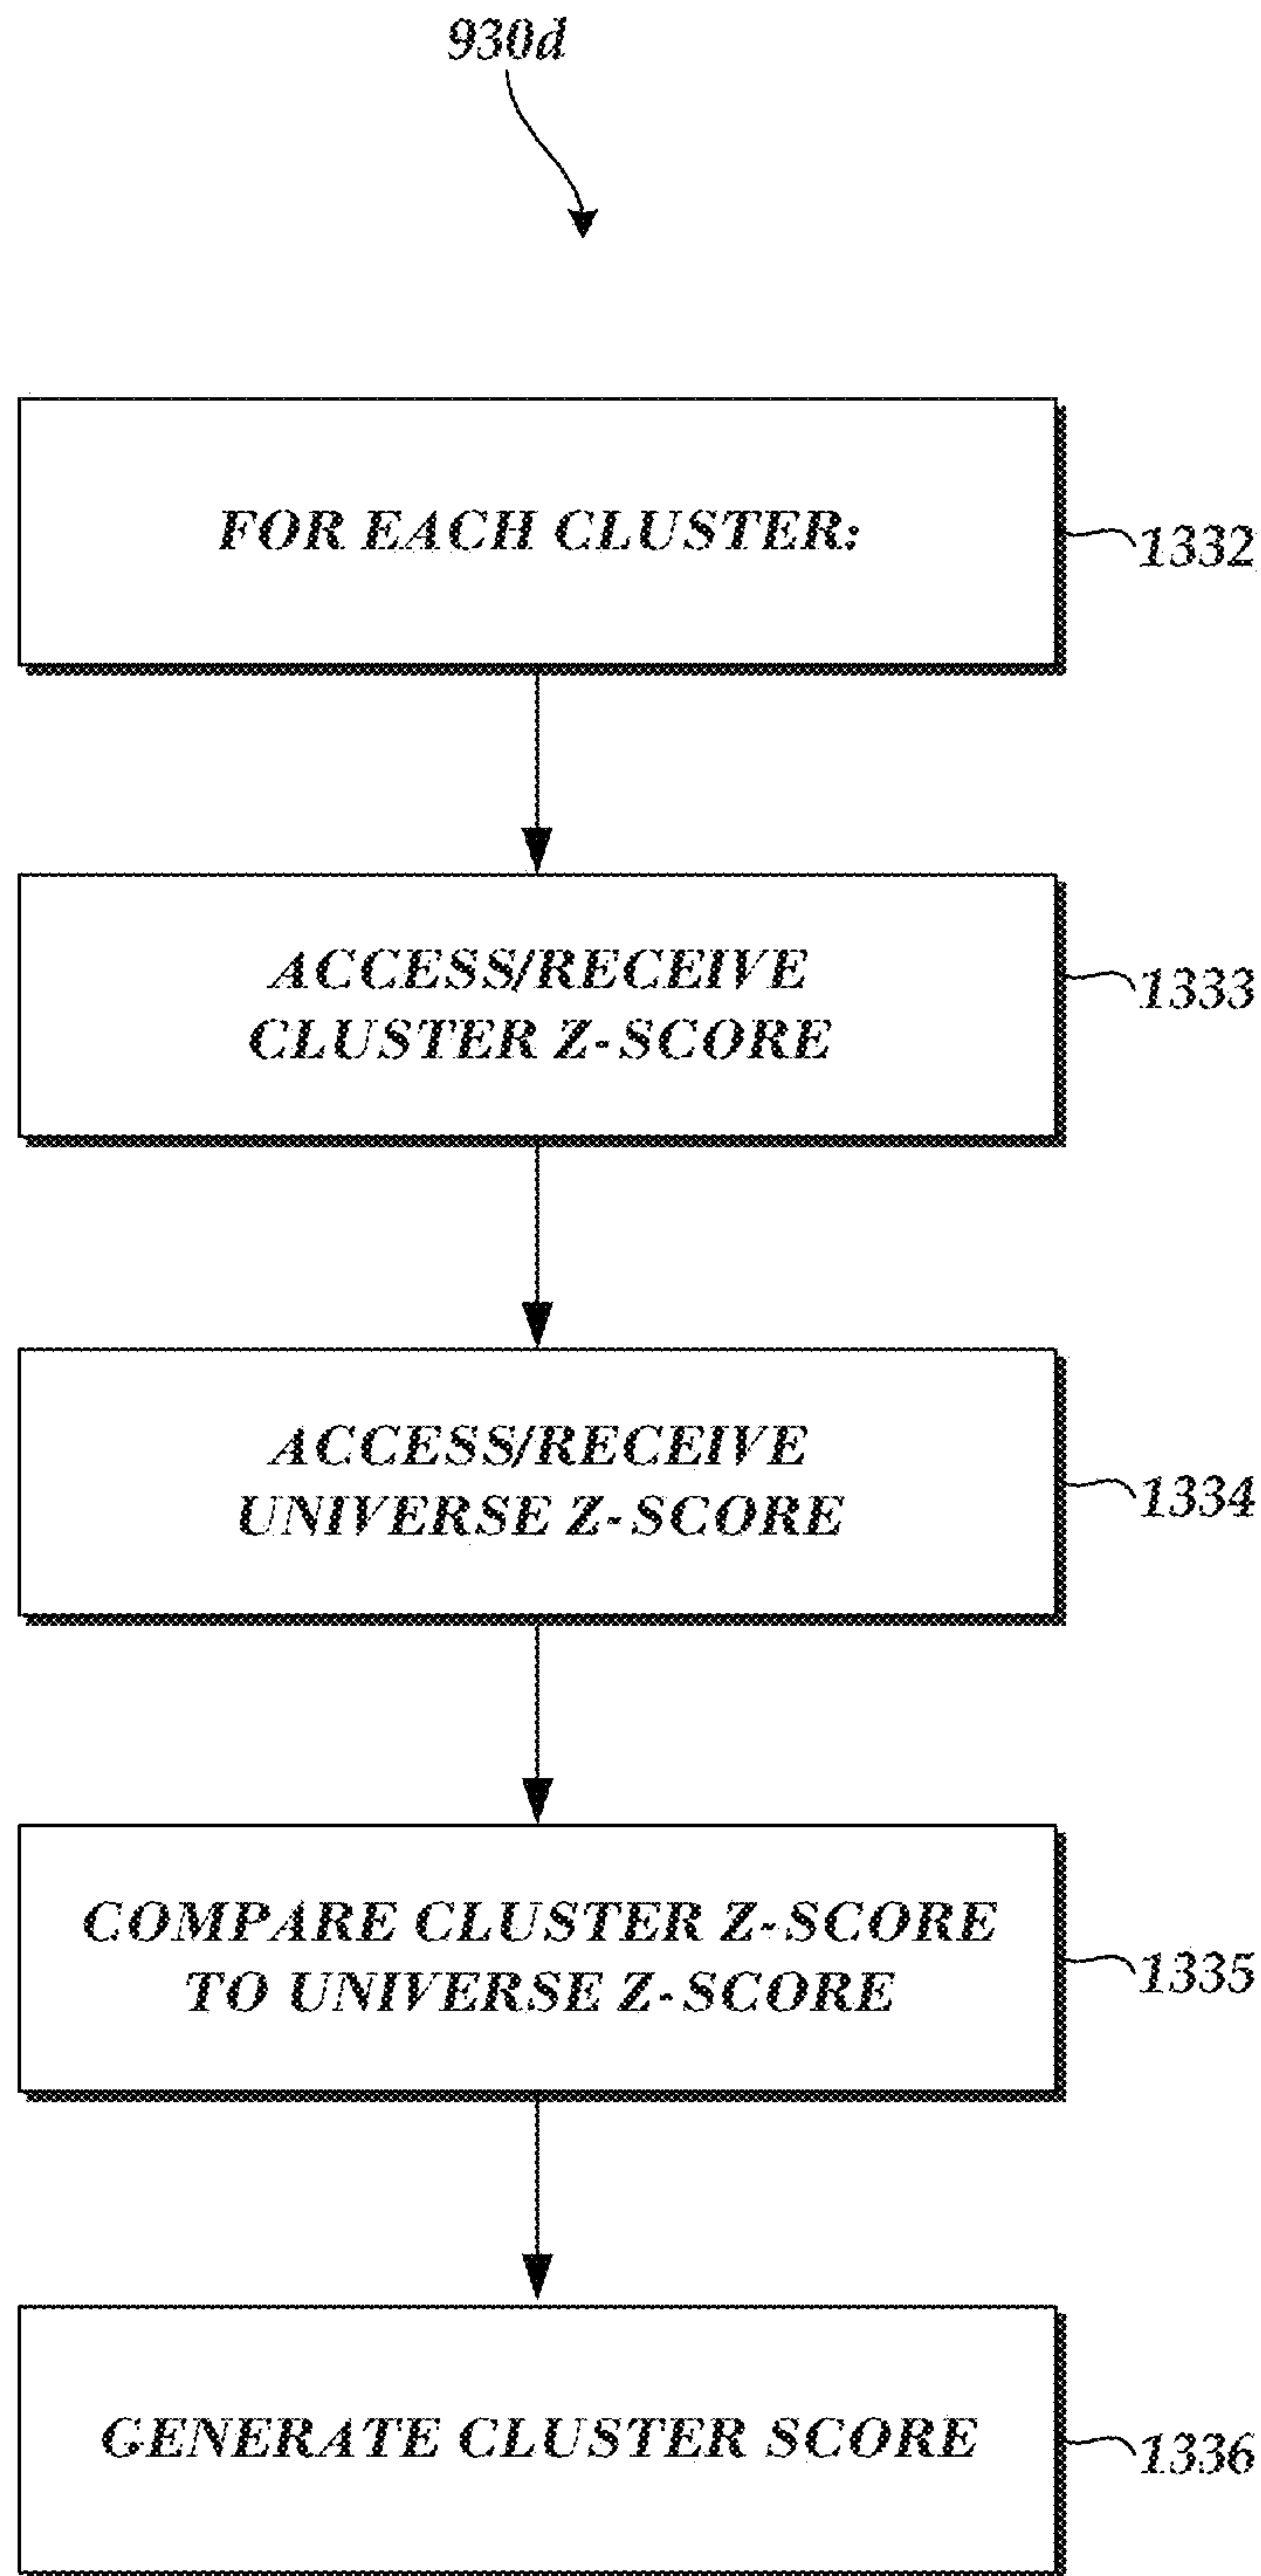 930d
FOR EACH CLUSTER:
1332
ACCESS/RECEIVE
CLUSTER Z-SCORE
1333
ACCESS/RECEIVE
UNIVERSE Z-SCORE
1334
COMPARE CLUSTER Z-SCORE
TO UNIVERSE Z-SCORE
1335
GENERATE CLUSTER SCORE
1336